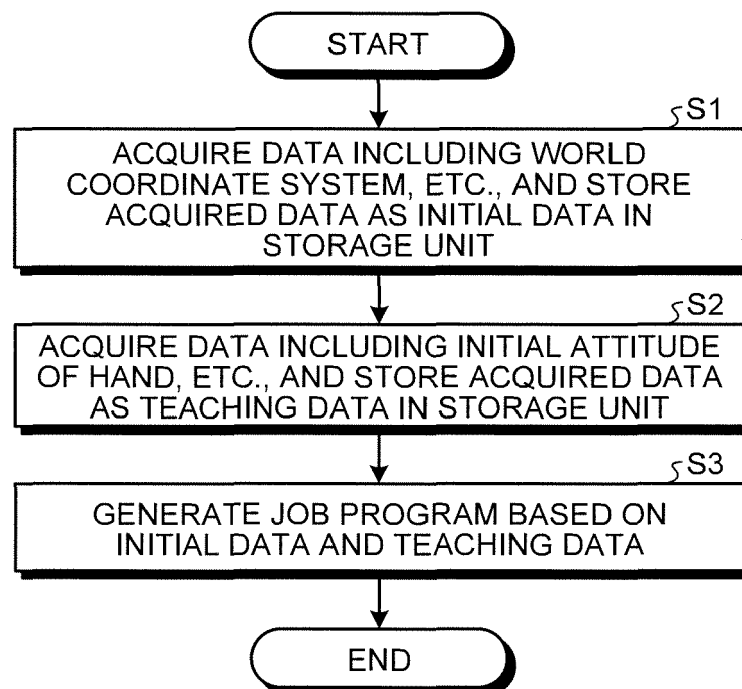 START
S1
ACQUIRE DATA INCLUDING WORLD
COORDINATE SYSTEM, ETC., AND STORE
ACQUIRED DATA AS INITIAL DATA IN
STORAGE UNIT
S2
ACQUIRE DATA INCLUDING INITIAL ATTITUDE
OF HAND, ETC., AND STORE ACQUIRED DATA
AS TEACHING DATA IN STORAGE UNIT
S3
GENERATE JOB PROGRAM BASED ON
INITIAL DATA AND TEACHING DATA
END